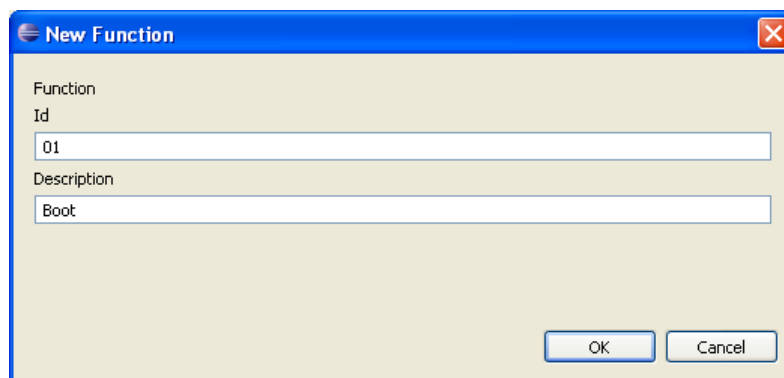 New Function
Function
Id
01
Description
Boot
OK Cancel